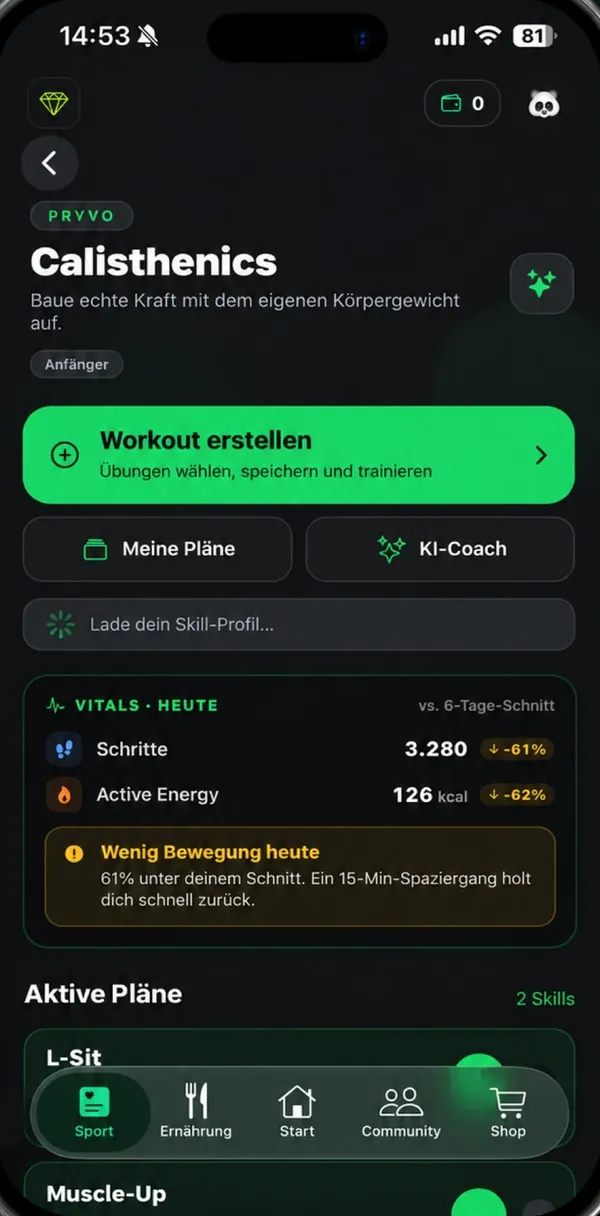 14:53
81
0
PRYVO
Calisthenics
Baue echte Kraft mit dem eigenen Körpergewicht
auf.
Anfänger
Workout erstellen
Übungen wählen, speichern und trainieren
Meine Pläne
KI-Coach
Lade dein Skill-Profil...
VITALS · HEUTE
vs. 6-Tage-Schnitt
Schritte
3.280
↓ -61%
Active Energy
126 kcal
↓ -62%
Wenig Bewegung heute
61% unter deinem Schnitt. Ein 15-Min-Spaziergang holt
dich schnell zurück.
Aktive Pläne
2 Skills
L-Sit
Sport
Ernährung
Start
Community
Shop
Muscle-Up